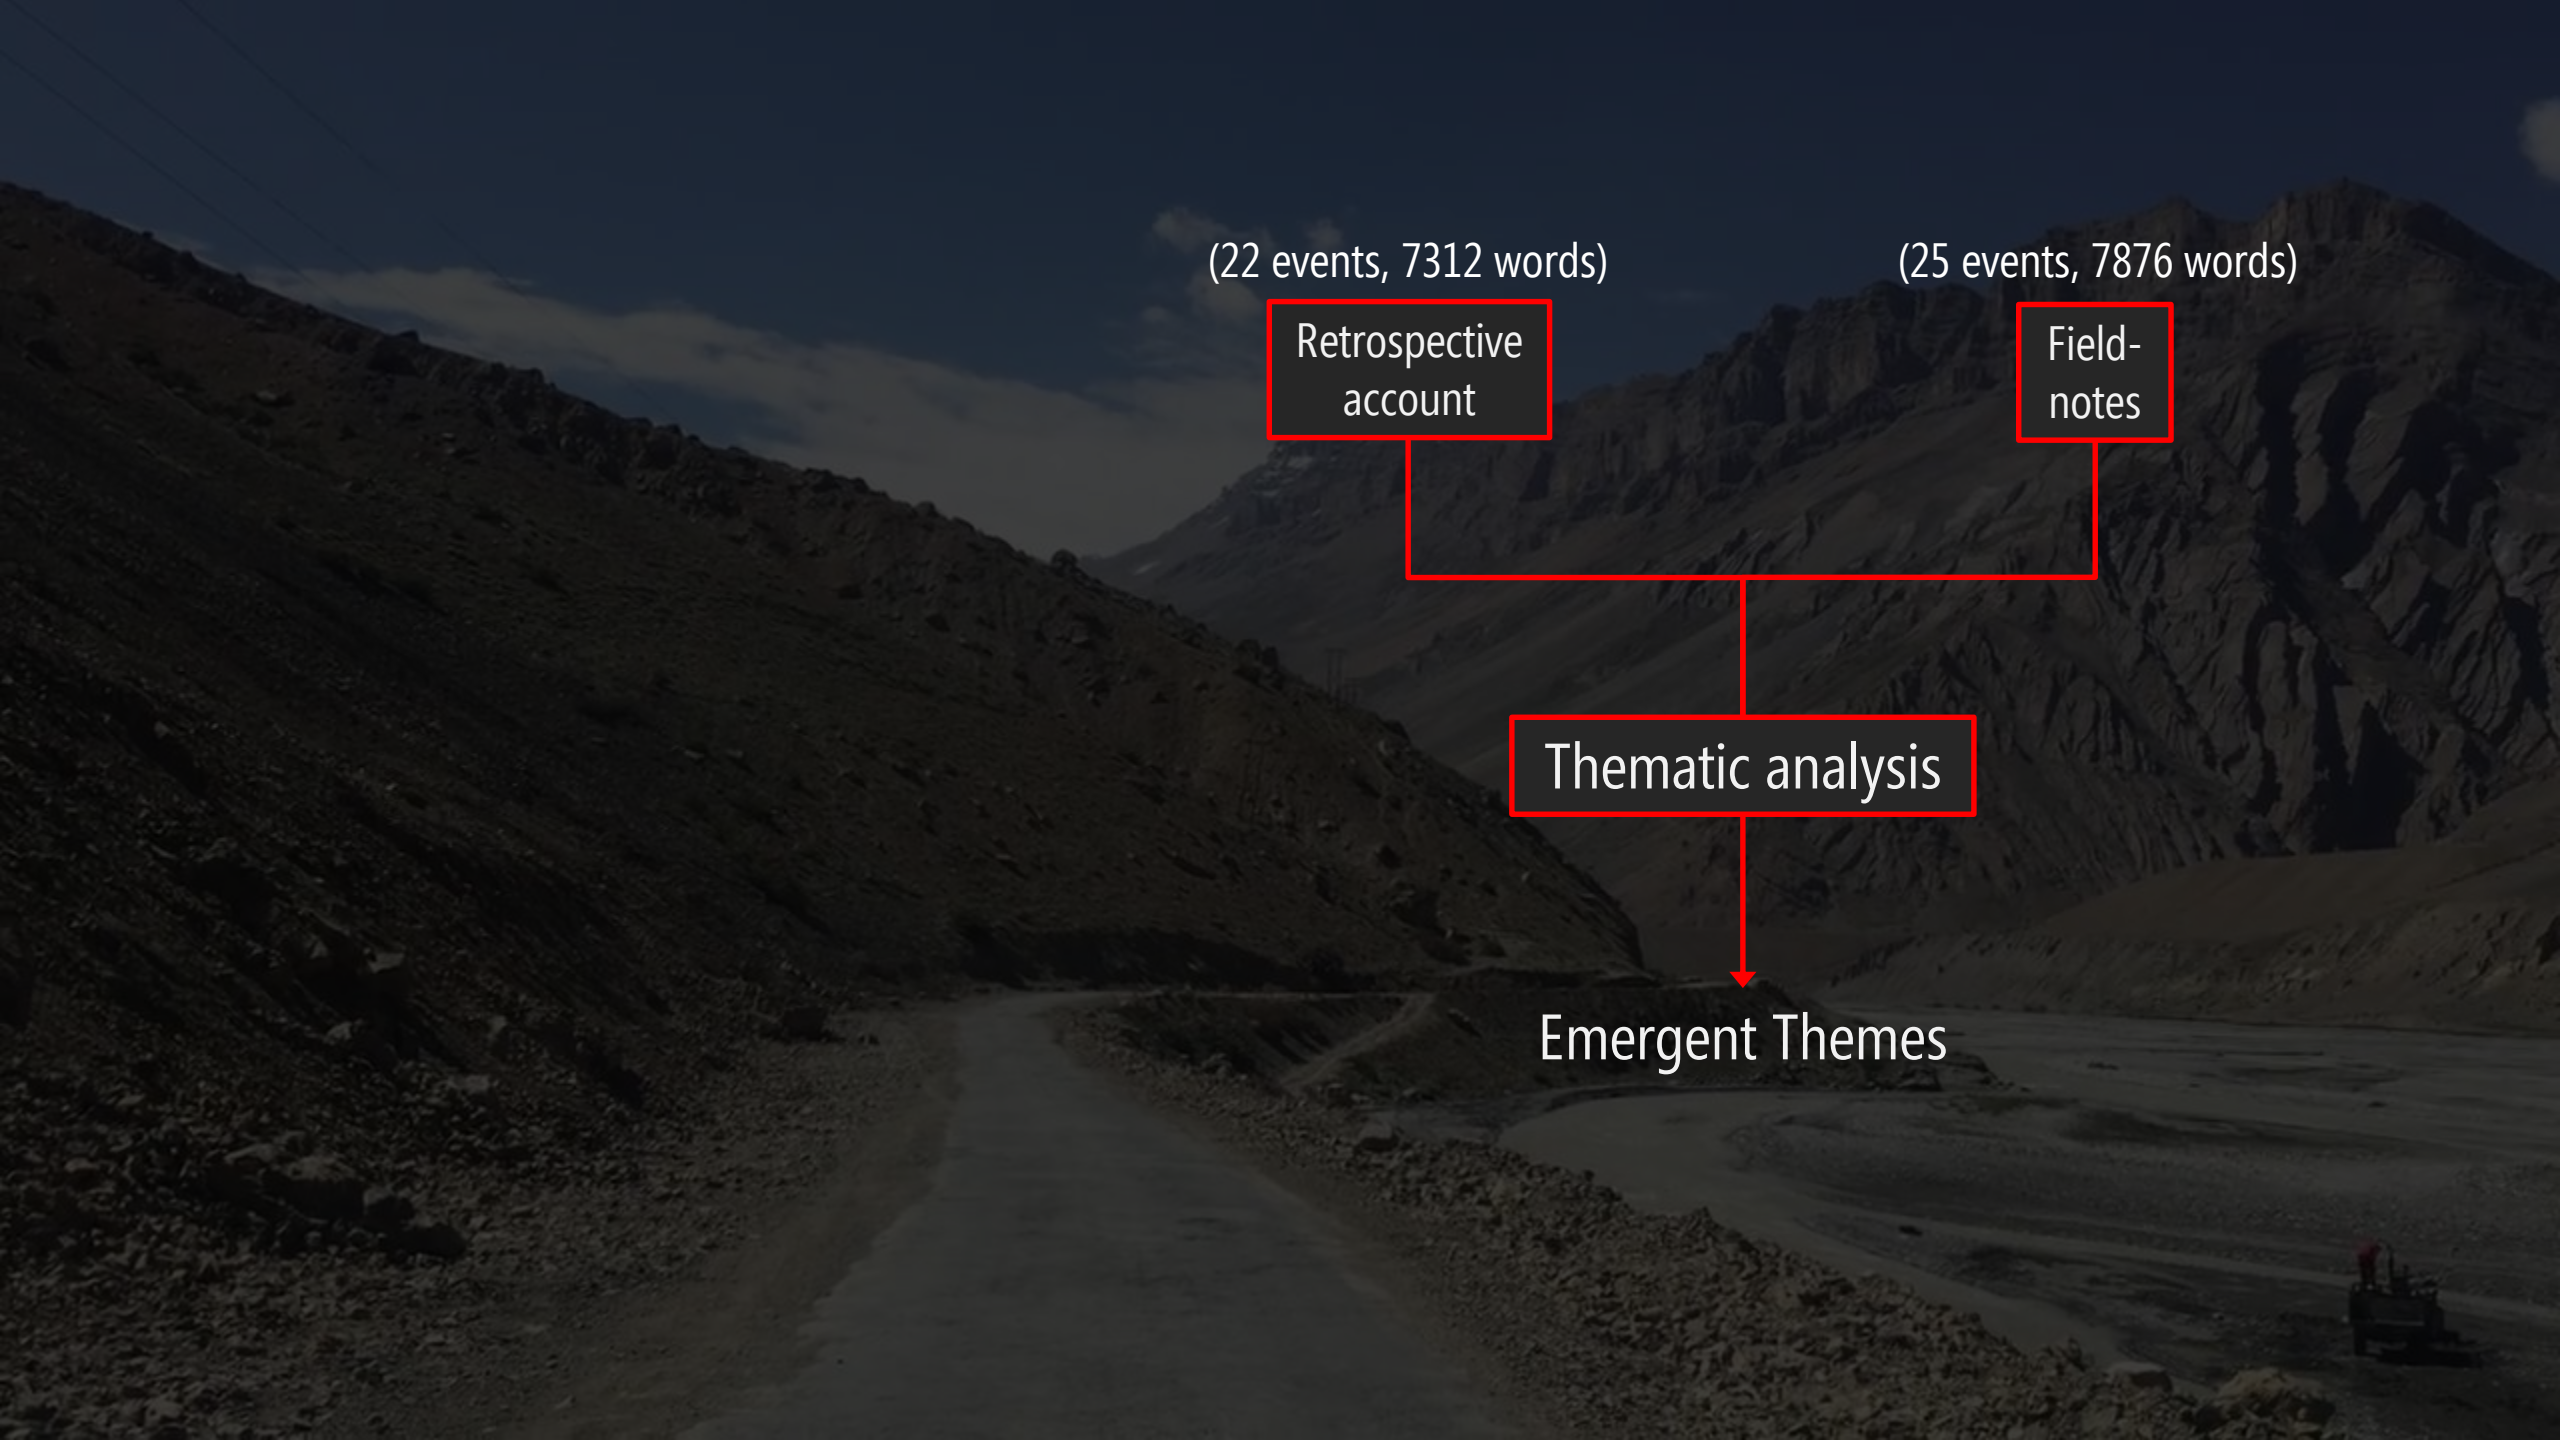 (22 events, 7312 words)
(25 events, 7876 words)
Retrospective
account
Field-
notes
Thematic analysis
Emergent Themes